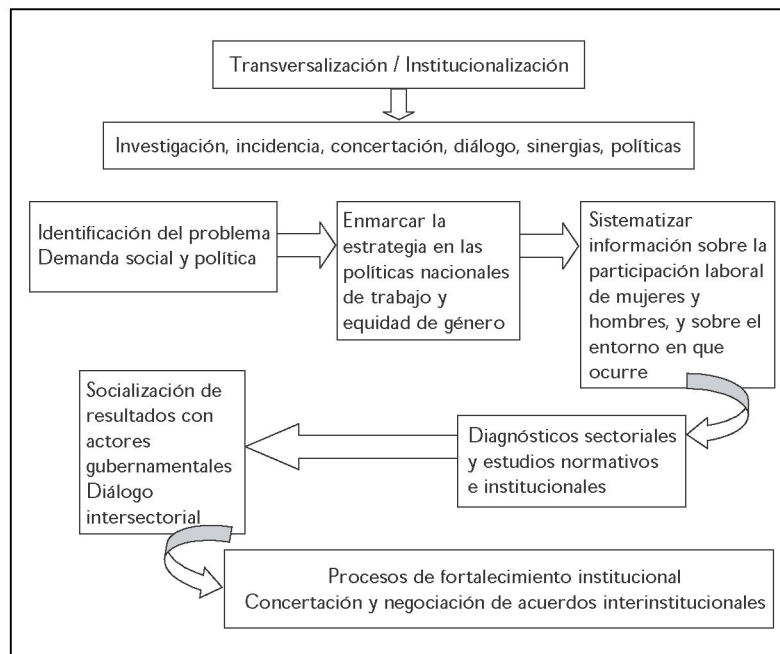 Transversalización / Institucionalización
Investigación, incidencia, concertación, diálogo, sinergias, políticas
Identificación del problema
Demanda social y política
Enmarcar la
estrategia en las
políticas nacionales
de trabajo y
equidad de género
Sistematizar
información sobre la
participación laboral
de mujeres y
hombres, y sobre el
entorno en que
ocurre
Diagnósticos sectoriales
y estudios normativos
e institucionales
Socialización de
resultados con
actores
gubernamentales
Diálogo
intersectorial
Procesos de fortalecimiento institucional
Concertación y negociación de acuerdos interinstitucionales